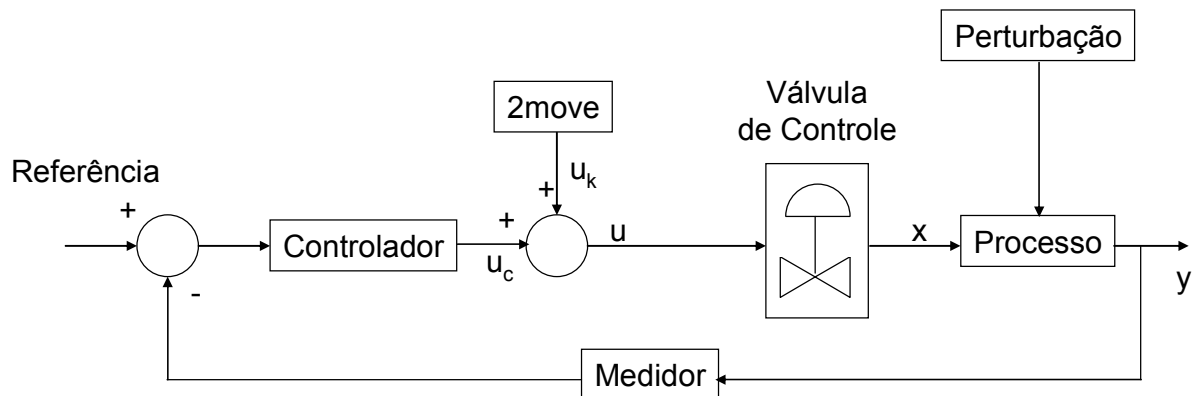 Perturbação
2move
Válvula
de Controle
Referência
u_k
+
+
+
u
x
Controlador
Processo
u_c
y
-
Medidor